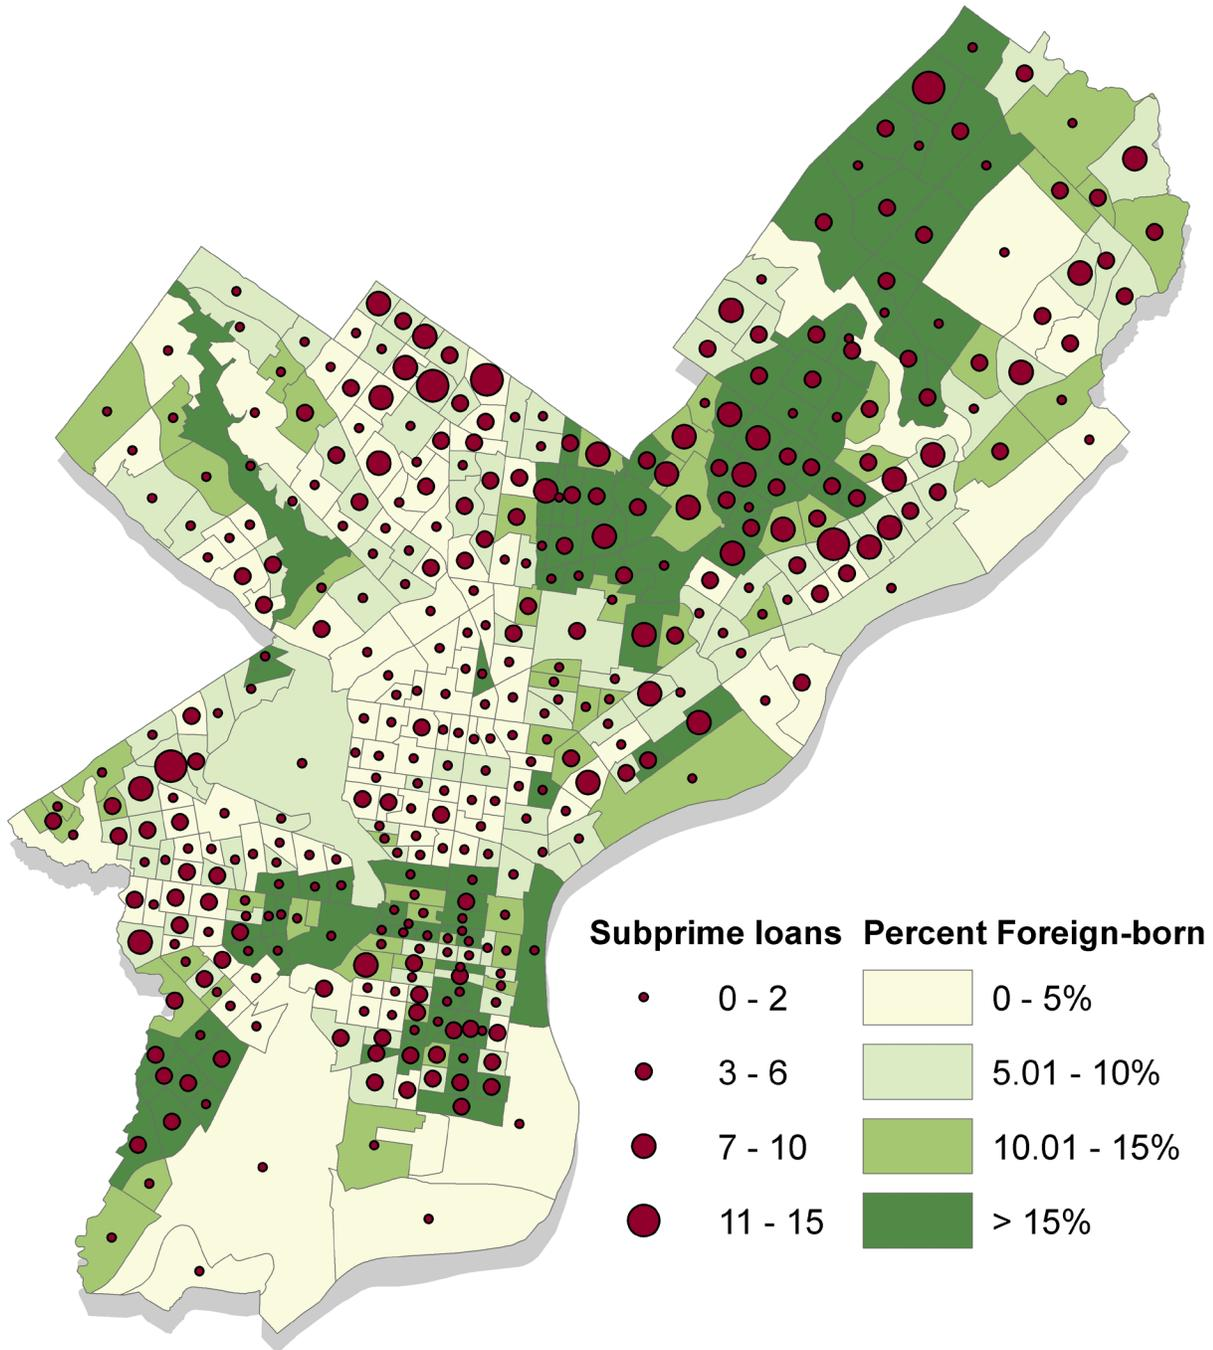 Subprime loans Percent Foreign-born
0 - 2 0 - 5%
3 - 6 5.01 - 10%
7 - 10 10.01 - 15%
11 - 15 > 15%